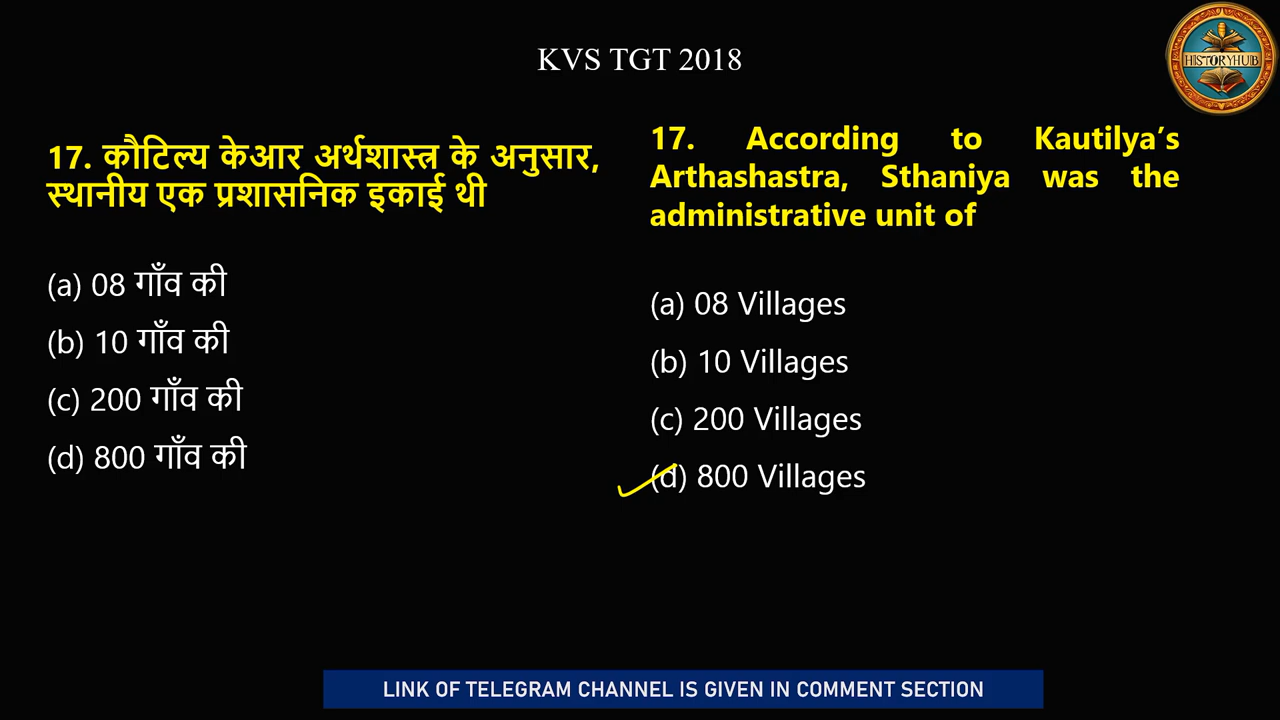 KVS TGT 2018
HISTORYHUB
17. कौटिल्य केआर अर्थशास्त्र के अनुसार,
स्थानीय एक प्रशासनिक इकाई थी
(a) 08 गाँव की
(b) 10 गाँव की
(c) 200 गाँव की
(d) 800 गाँव की
17. According to Kautilya’s
Arthashastra, Sthaniya was the
administrative unit of
(a) 08 Villages
(b) 10 Villages
(c) 200 Villages
(d) 800 Villages
LINK OF TELEGRAM CHANNEL IS GIVEN IN COMMENT SECTION